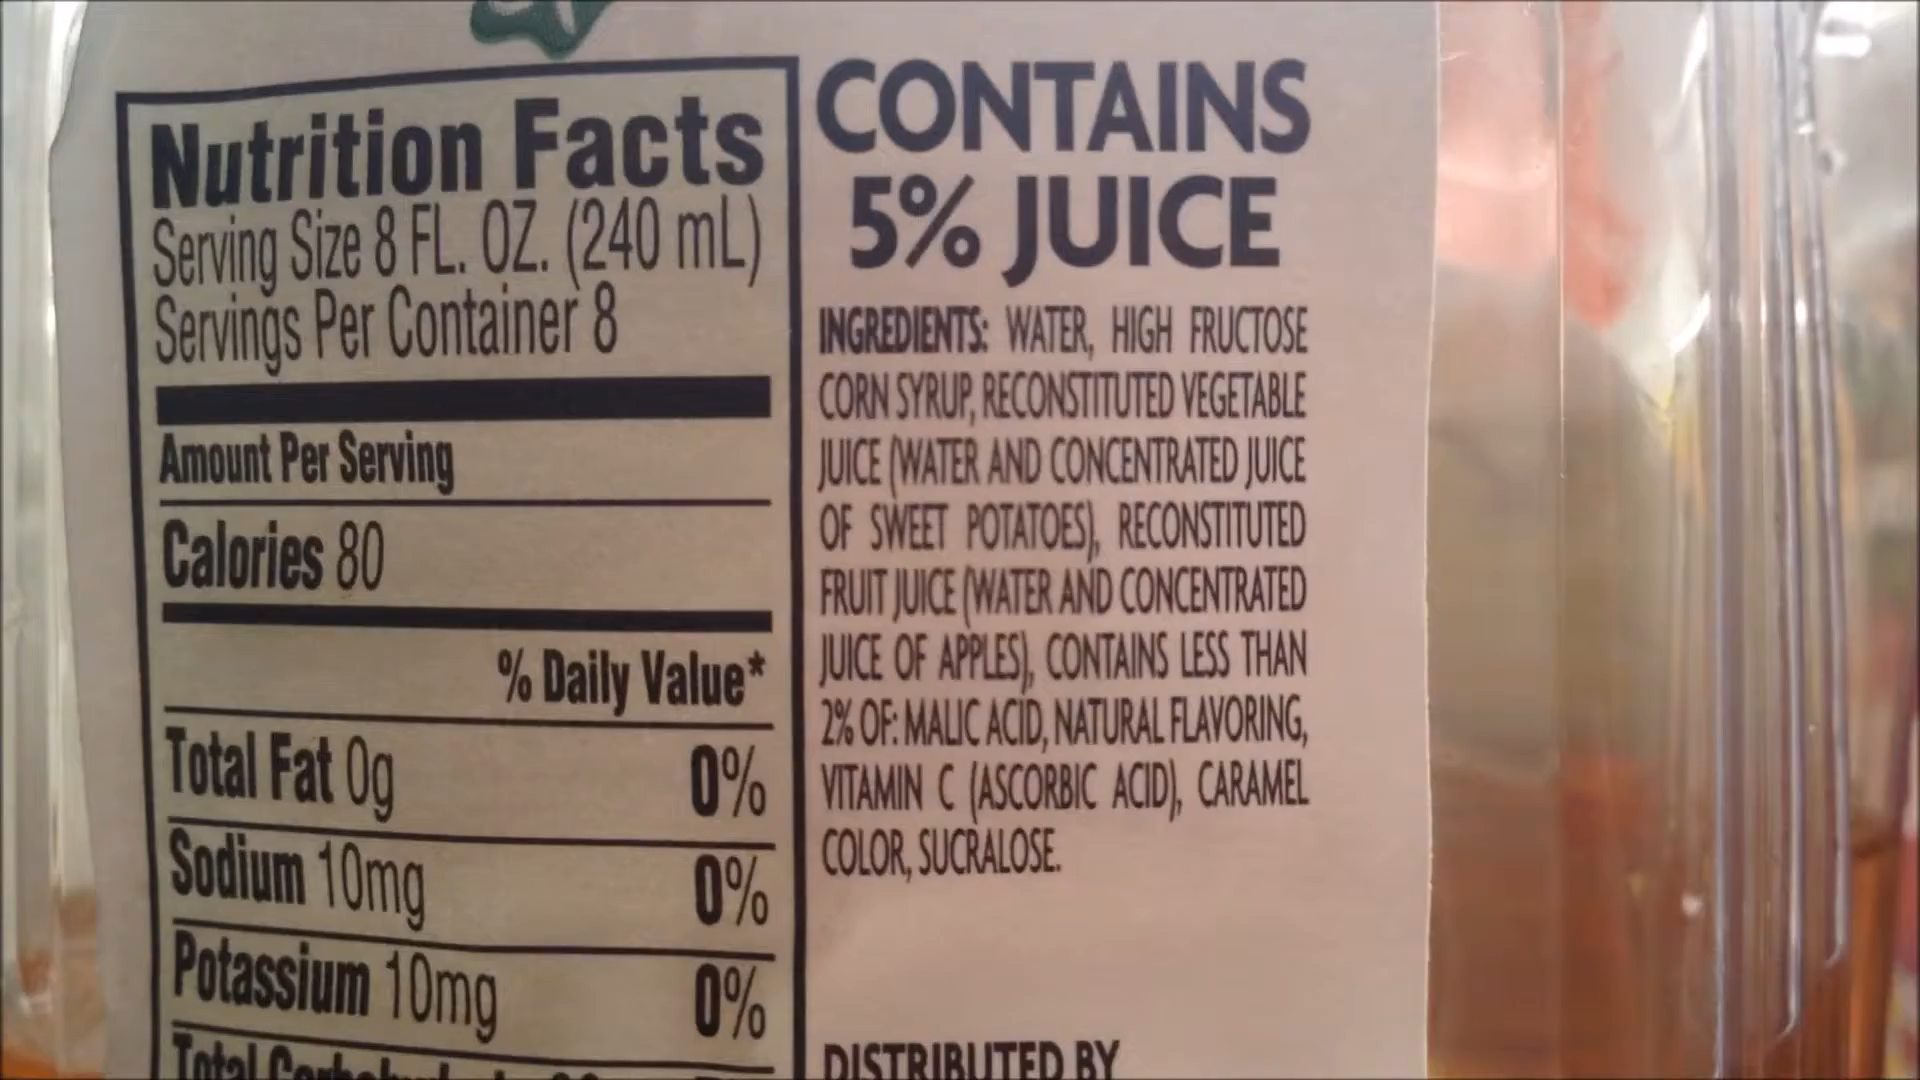 Nutrition Facts
Serving Size 8 FL. OZ. (240 mL)
Servings Per Container 8
Amount Per Serving
Calories 80
% Daily Value*
Total Fat 0g 0%
Sodium 10mg 0%
Potassium 10mg 0%
Total
CONTAINS
5% JUICE
INGREDIENTS: WATER, HIGH FRUCTOSE
CORN SYRUP, RECONSTITUTED VEGETABLE
JUICE (WATER AND CONCENTRATED JUICE
OF SWEET POTATOES), RECONSTITUTED
FRUIT JUICE (WATER AND CONCENTRATED
JUICE OF APPLES), CONTAINS LESS THAN
2% OF: MALIC ACID, NATURAL FLAVORING,
VITAMIN C (ASCORBIC ACID), CARAMEL
COLOR, SUCRALOSE.
DISTRIBUTED BY